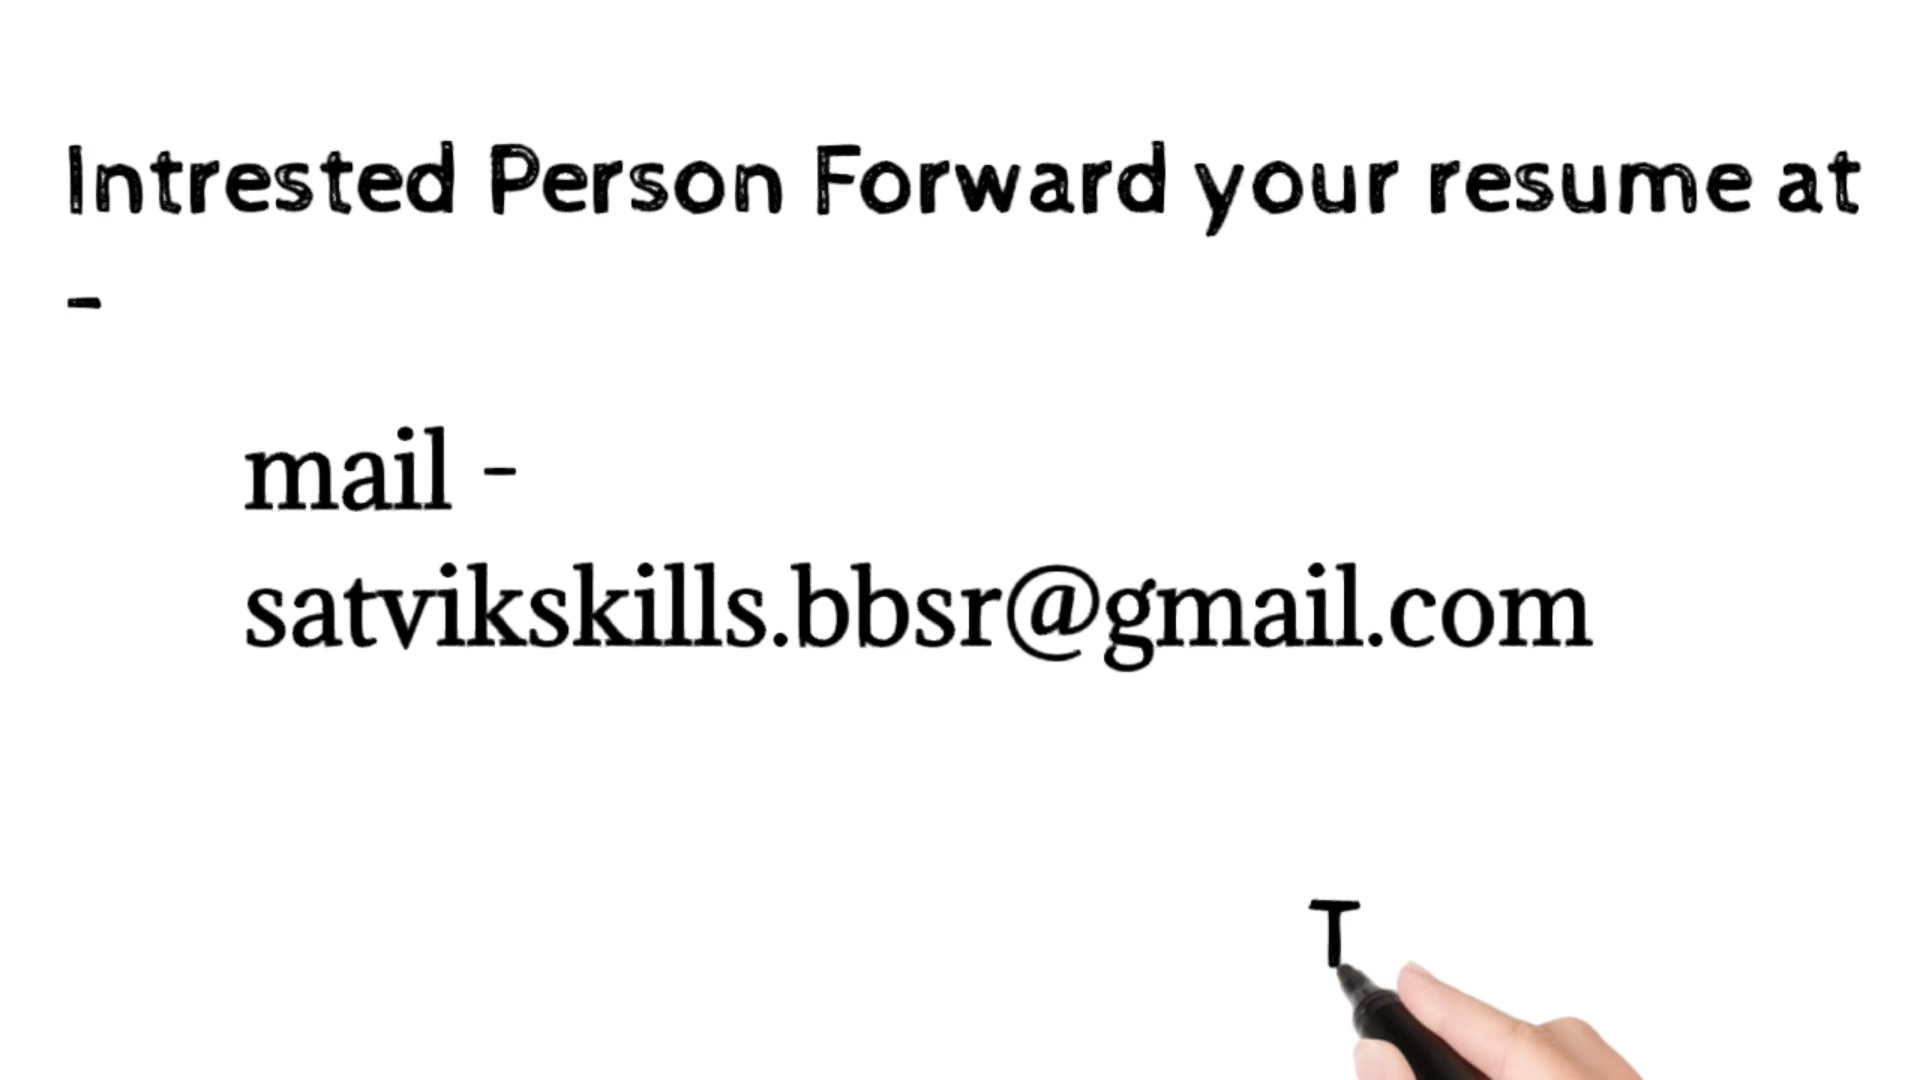 Intrested Person Forward your resume at
-
mail -
satvikskills.bbsr@gmail.com
T